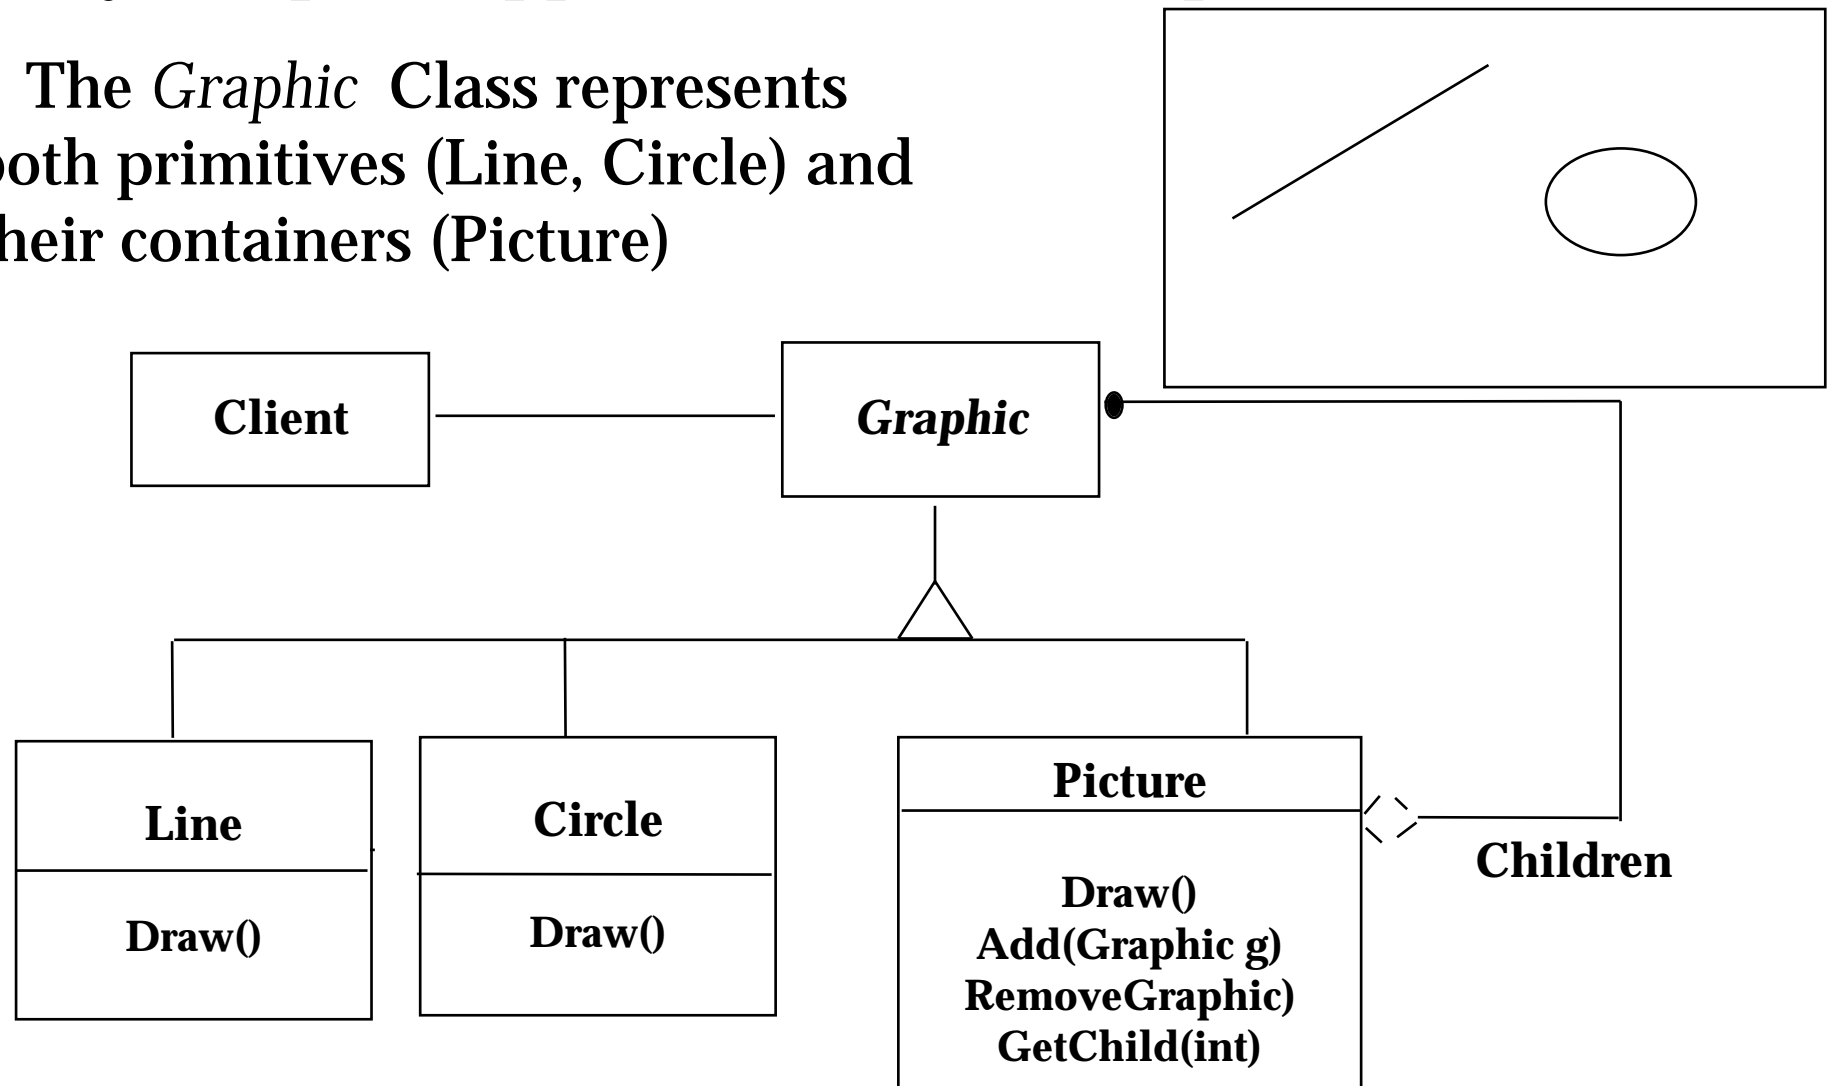 The Graphic Class represents
both primitives (Line, Circle) and
heir containers (Picture)
Client
Graphic
Line
Draw()
Circle
Draw()
Picture
Draw()
Add(Graphic g)
RemoveGraphic)
GetChild(int)
Children